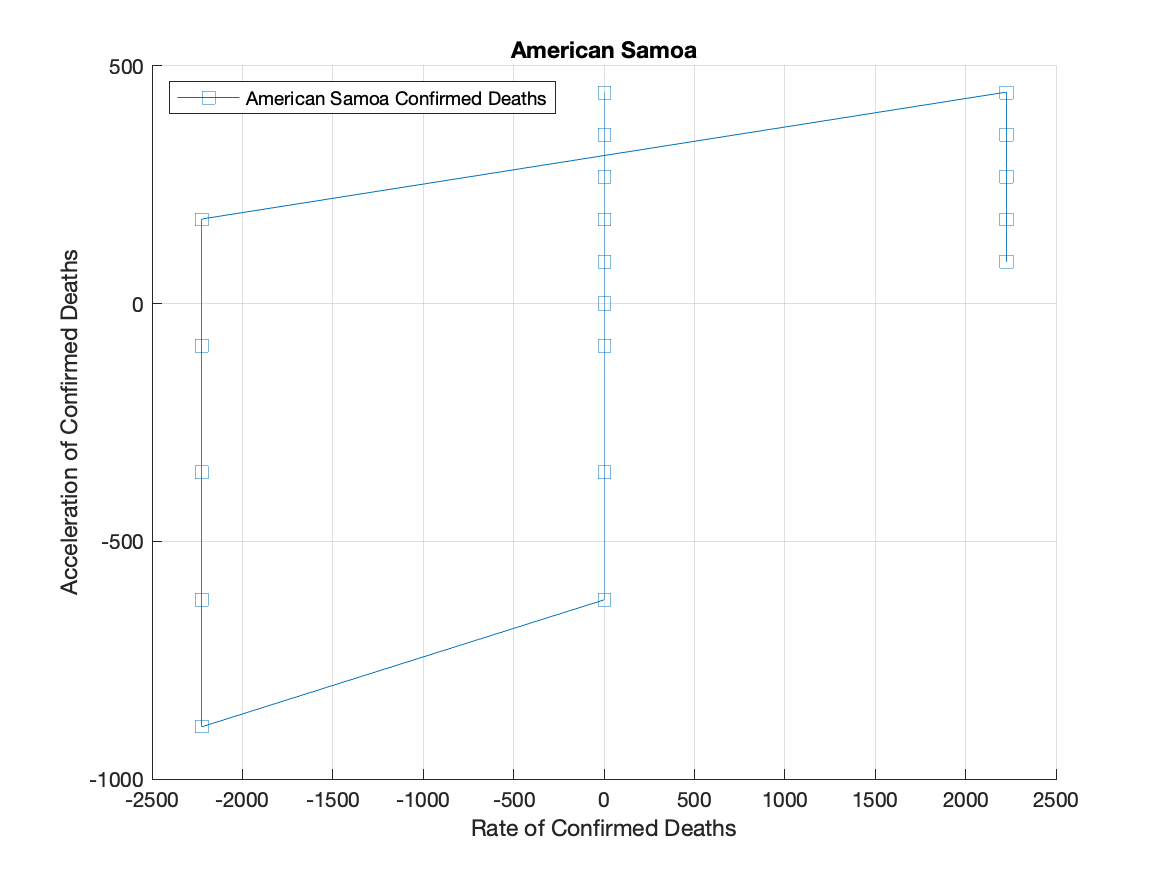 American Samoa
American Samoa Confirmed Deaths
500
0
-500
-1000
Acceleration of Confirmed Deaths
-2500 -2000 -1500 -1000 -500 0 500 1000 1500 2000 2500
Rate of Confirmed Deaths